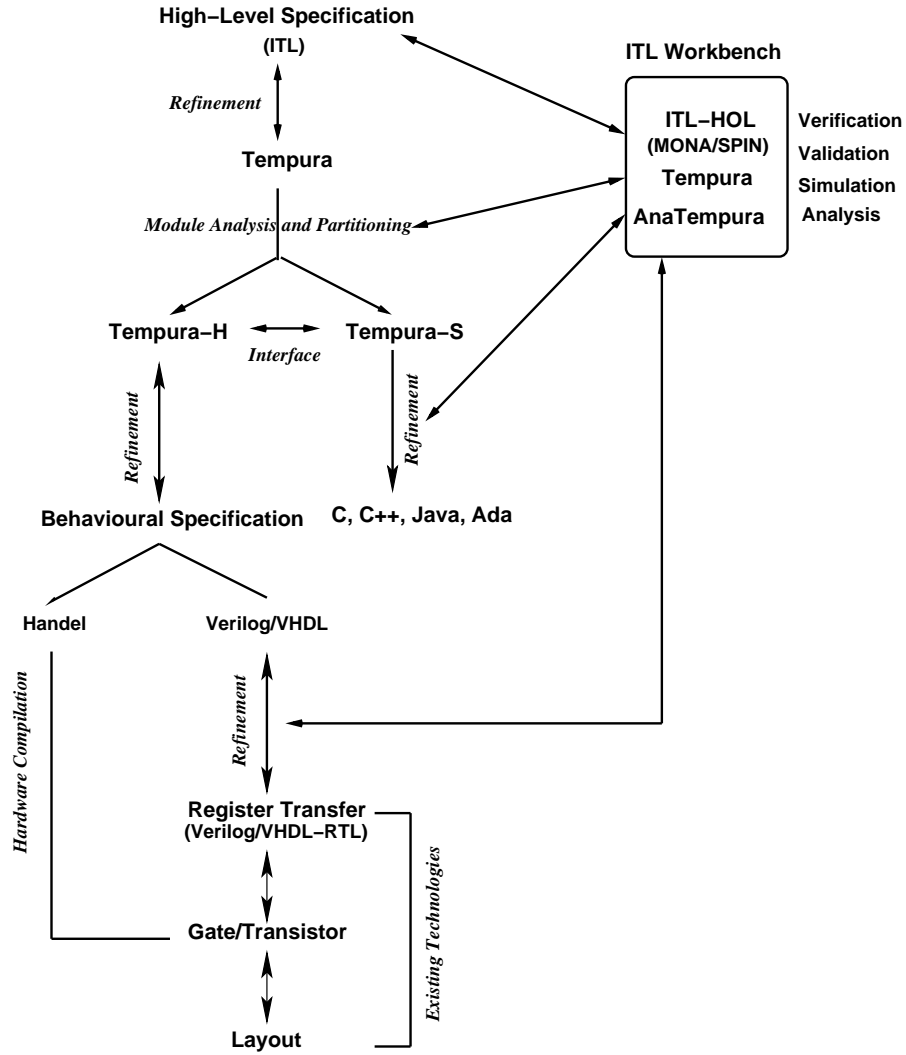 High–Level Specification
(ITL)
ITL Workbench
Refinement
ITL–HOL
(MONA/SPIN)
Tempura
AnaTempura
Verification
Validation
Simulation
Analysis
Tempura
Module Analysis and Partitioning
Tempura–H
Interface
Tempura–S
Refinement
Refinement
Behavioural Specification
C, C++, Java, Ada
Handel
Verilog/VHDL
Hardware Compilation
Refinement
Register Transfer
(Verilog/VHDL–RTL)
Existing Technologies
Gate/Transistor
Layout